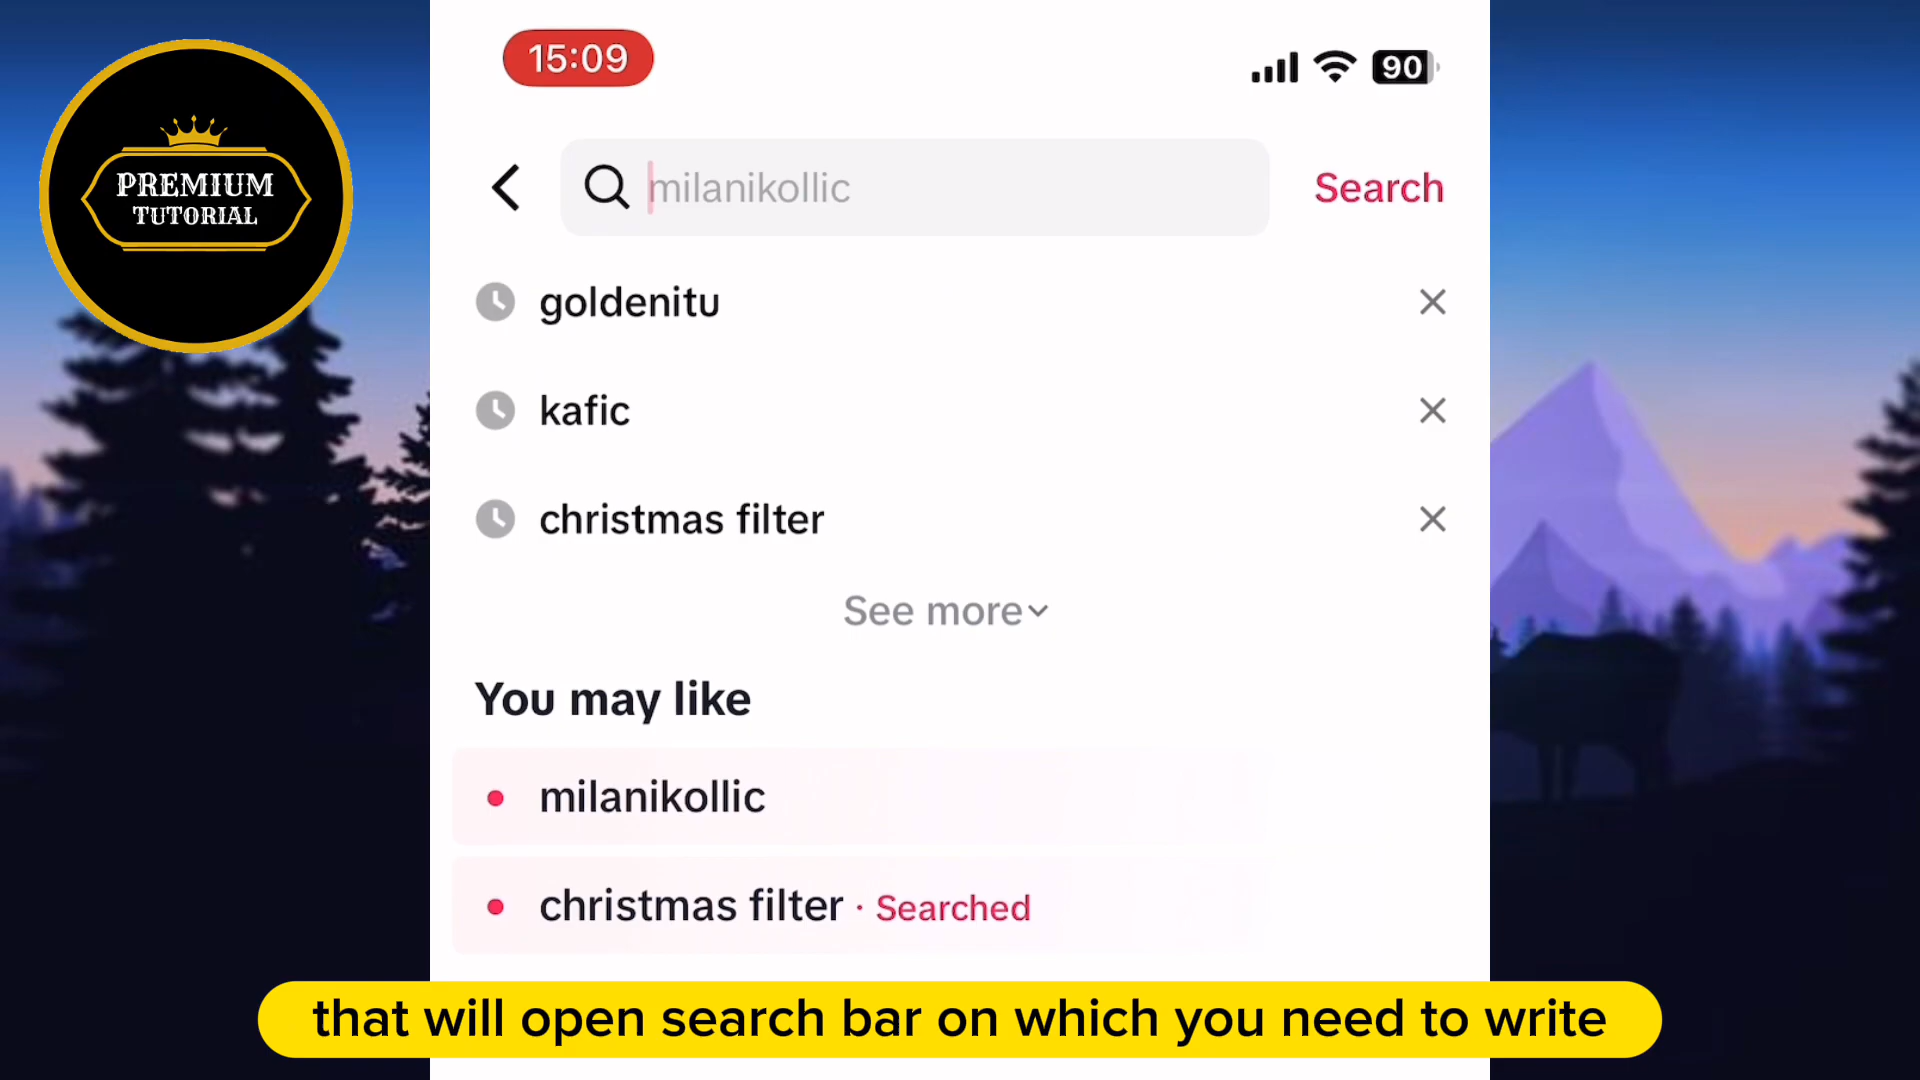 PREMIUM
TUTORIAL
15:09
90
milanikollic
Search
goldenitu
kafic
christmas filter
See more
You may like
milanikollic
christmas filter · Searched
that will open search bar on which you need to write